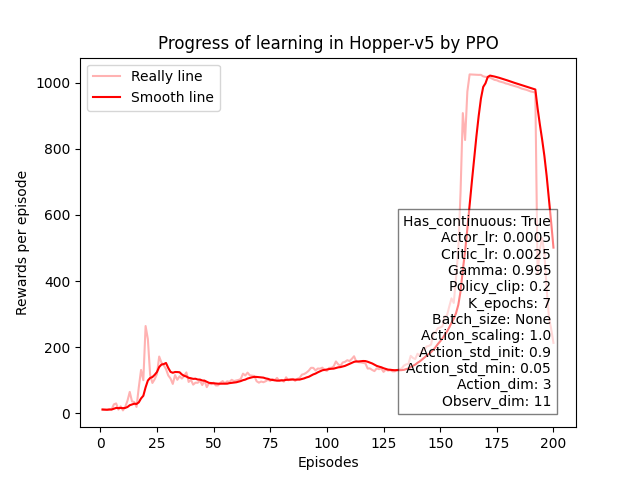 Progress of learning in Hopper-v5 by PPO
Really line
Smooth line
Rewards per episode
1000
800
600
400
200
0
Has_continuous: True
Actor_lr: 0.0005
Critic_lr: 0.0025
Gamma: 0.995
Policy_clip: 0.2
K_epochs: 7
Batch_size: None
Action_scaling: 1.0
Action_std_init: 0.9
Action_std_min: 0.05
Action_dim: 3
Observ_dim: 11
0 25 50 75 100 125 150 175 200
Episodes